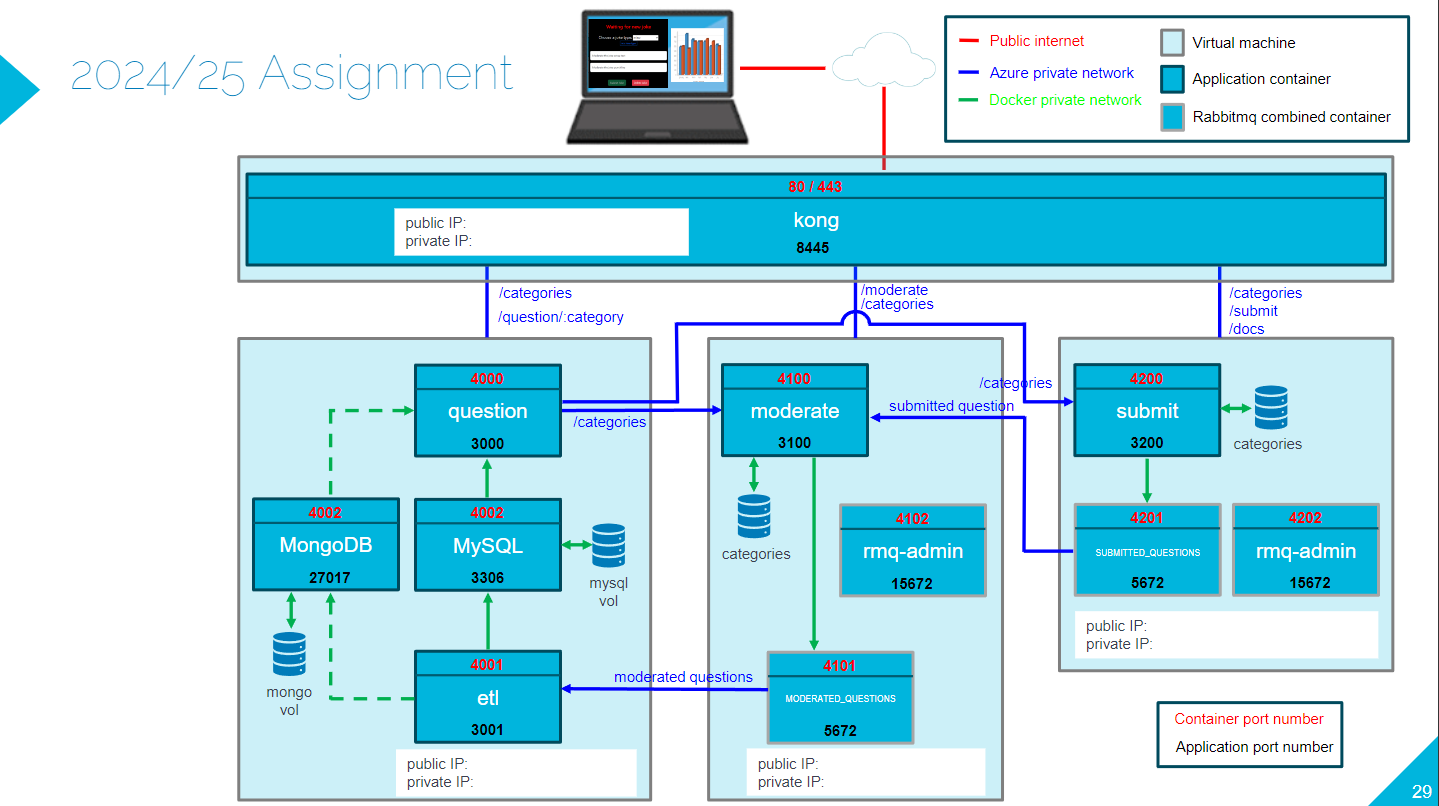 2024/25 Assignment
Waiting for new joke
Public internet
Azure private network
Docker private network
Virtual machine
Application container
Rabbitmq combined container
80 / 443
kong
8445
public IP:
private IP:
/categories
/question/:category
/moderate
/categories
/categories
/submit
/docs
4000
question
3000
/categories
4100
moderate
3100
/categories
submitted question
4200
submit
3200
categories
4002
MongoDB
27017
4002
MySQL
3306
mysql
vol
categories
4102
rmq-admin
15672
4201
SUBMITTED_QUESTIONS
5672
4202
rmq-admin
15672
public IP:
private IP:
mongo
vol
4001
etl
3001
moderated questions
4101
MODERATED_QUESTIONS
5672
public IP:
private IP:
public IP:
private IP:
Container port number
Application port number
29